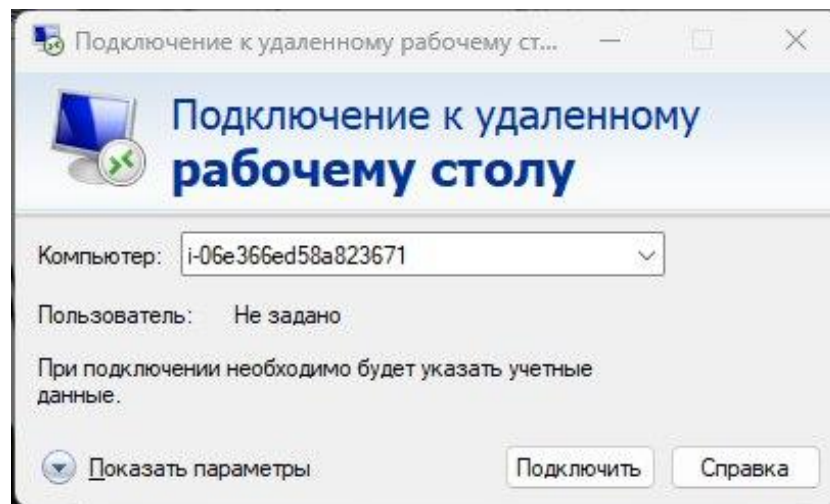 Подключение к удаленному рабочему ст...
Подключение к удаленному
рабочему столу
Компьютер: i-06e366ed58a823671
Пользователь: Не задано
При подключении необходимо будет указать учетные
данные.
Показать параметры Подключить Справка